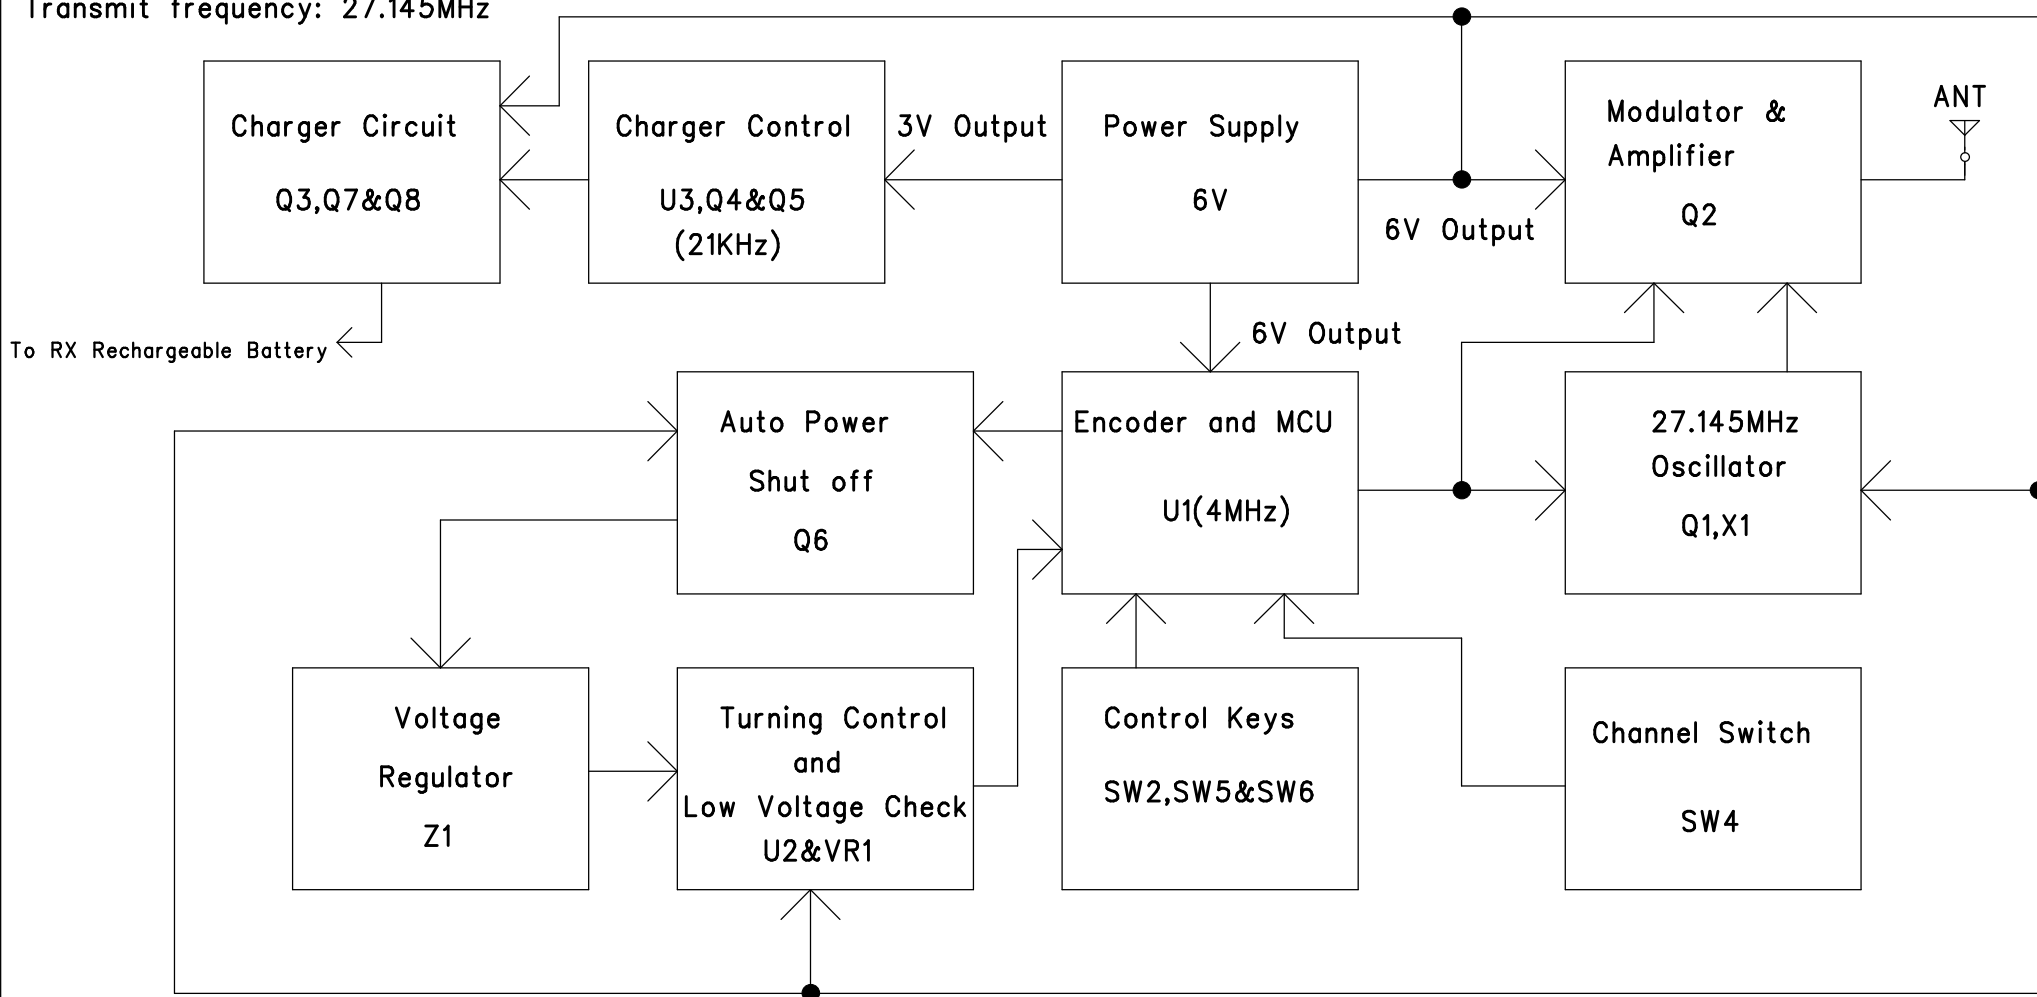 Transmit frequency: 27.145MHz
Charger Circuit
Q3,Q7&Q8
Charger Control
U3,Q4&Q5
(21KHz)
3V Output
Power Supply
6V
6V Output
Modulator &
Amplifier
Q2
ANT
To RX Rechargeable Battery
6V Output
Auto Power
Shut off
Q6
Encoder and MCU
U1(4MHz)
27.145MHz
Oscillator
Q1,X1
Voltage
Regulator
Z1
Turning Control
and
Low Voltage Check
U2&VR1
Control Keys
SW2,SW5&SW6
Channel Switch
SW4